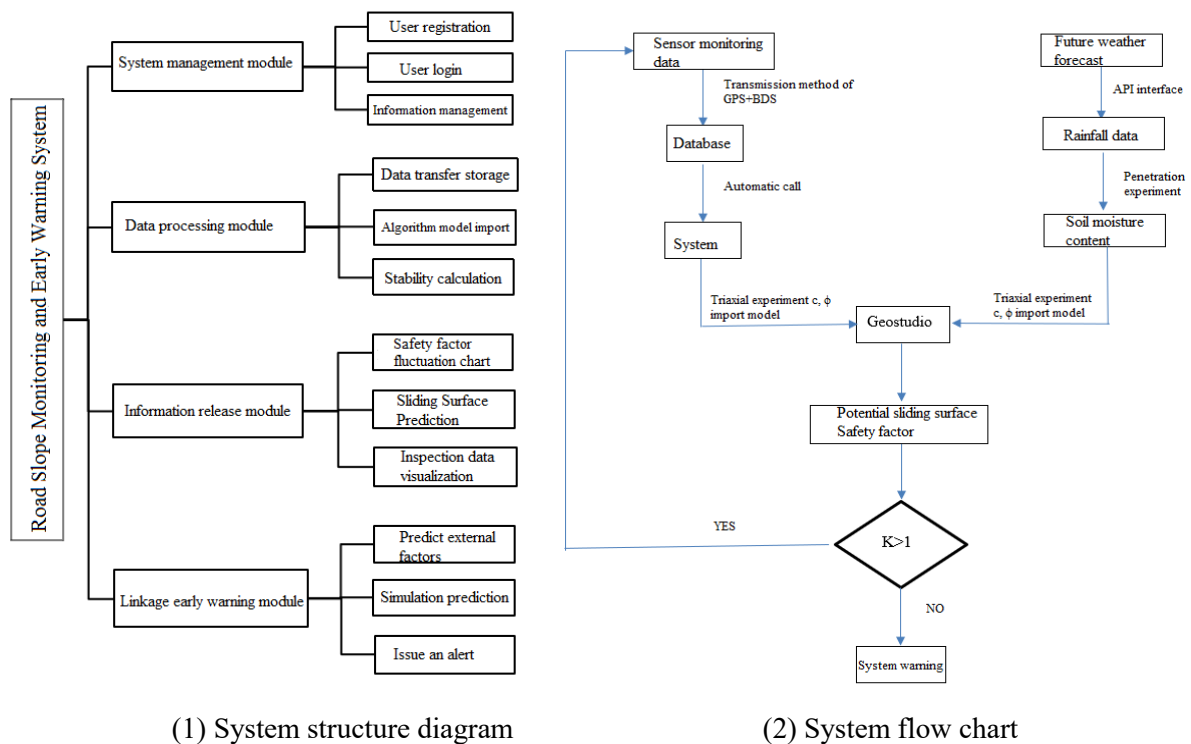 Road Slope Monitoring and Early Warning System
System management module
User registration
User login
Information management
Data processing module
Data transfer storage
Algorithm model import
Stability calculation
Information release module
Safety factor
fluctuation chart
Sliding Surface
Prediction
Inspection data
visualization
Linkage early warning module
Predict external
factors
Simulation prediction
Issue an alert
(1) System structure diagram
Sensor monitoring
data
Transmission method of
GPS+BDS
Database
Automatic call
System
Triaxial experiment c, ϕ
import model
Future weather
forecast
API interface
Rainfall data
Penetration
experiment
Soil moisture
content
Triaxial experiment
c, ϕ import model
Geostudio
Potential sliding surface
Safety factor
K>1
YES
NO
System warning
(2) System flow chart